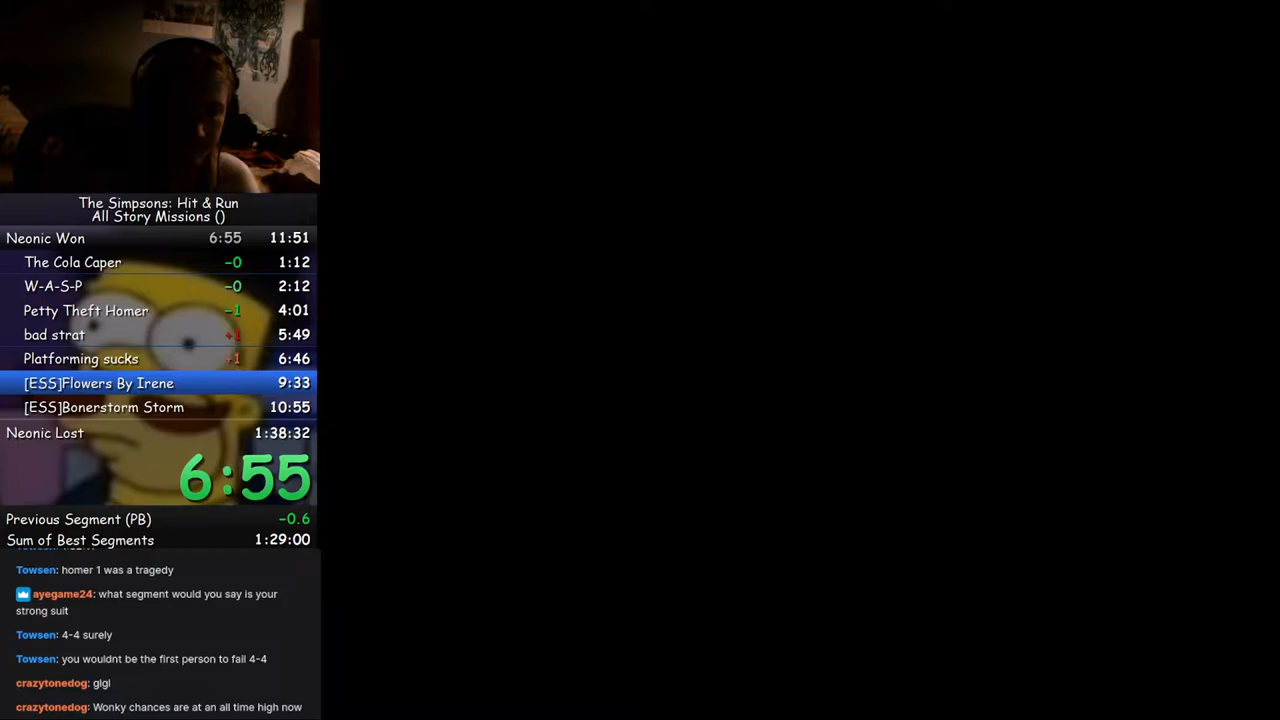 The Simpsons: Hit & Run
All Story Missions ()
Neonic Won 6:55 11:51
The Cola Caper -0 1:12
W-A-S-P -0 2:12
Petty Theft Homer -1 4:01
bad strat +1 5:49
Platforming sucks +1 6:46
[ESS]Flowers By Irene 9:33
[ESS]Bonerstorm Storm 10:55
Neonic Lost 1:38:32
6:55
Previous Segment (PB) -0.6
Sum of Best Segments 1:29:00
Towsen: homer 1 was a tragedy
ayegame24: what segment would you say is your
strong suit
Towsen: 4-4 surely
Towsen: you wouldnt be the first person to fail 4-4
crazytonedog: glgl
crazytonedog: Wonky chances are at an all time high now